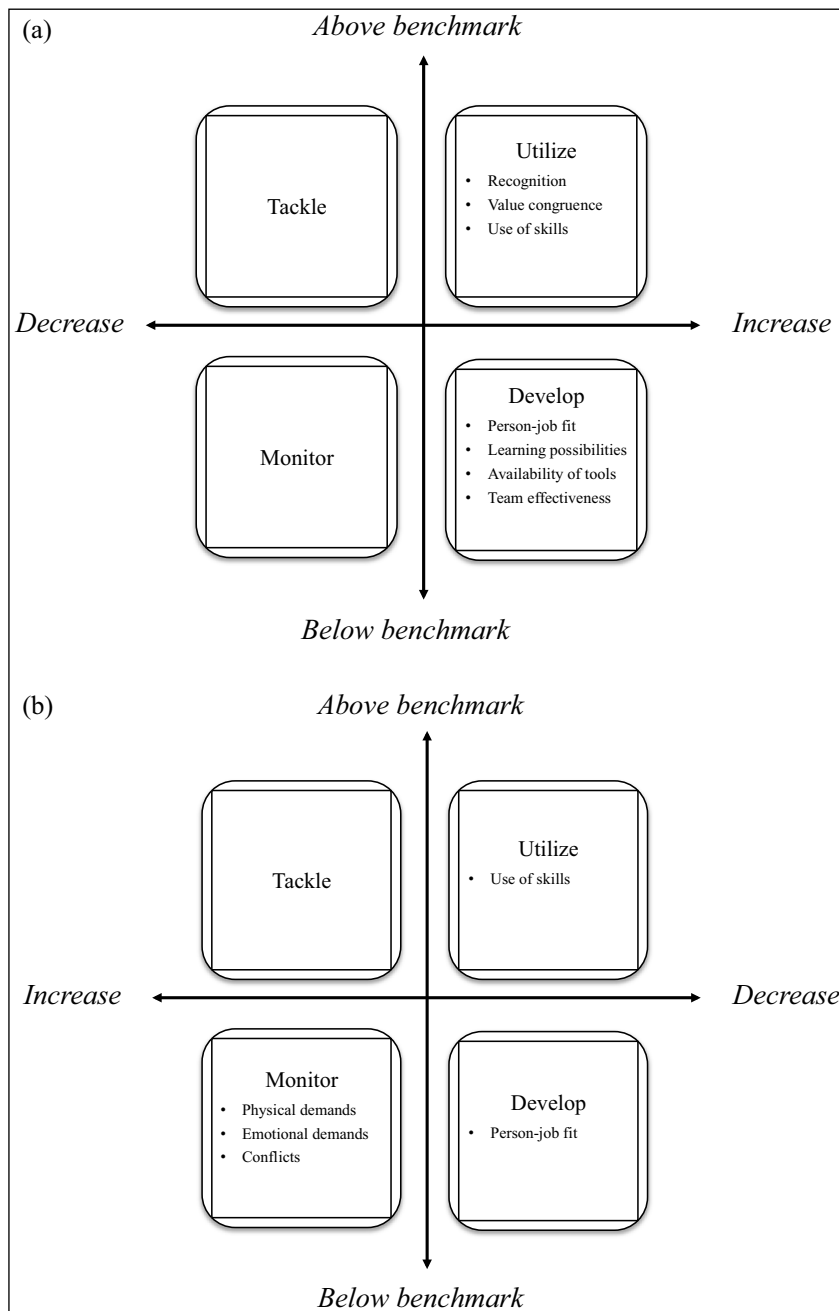 (a)
Above benchmark
Tackle
Utilize
• Recognition
• Value congruence
• Use of skills
Decrease
Increase
Monitor
Develop
• Person-job fit
• Learning possibilities
• Availability of tools
• Team effectiveness
Below benchmark
(b)
Above benchmark
Tackle
Utilize
• Use of skills
Increase
Decrease
Monitor
• Physical demands
• Emotional demands
• Conflicts
Develop
• Person-job fit
Below benchmark